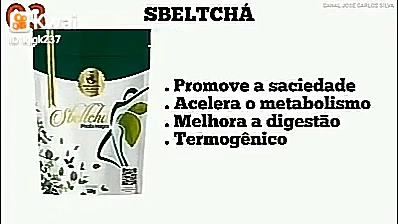 SBELTCHÁ
CANAL JOSÉ CARLOS SILVA
Kwai
. Promove a saciedade
. Acelera o metabolismo
. Melhora a digestão
. Termogênico
Sbeltchá